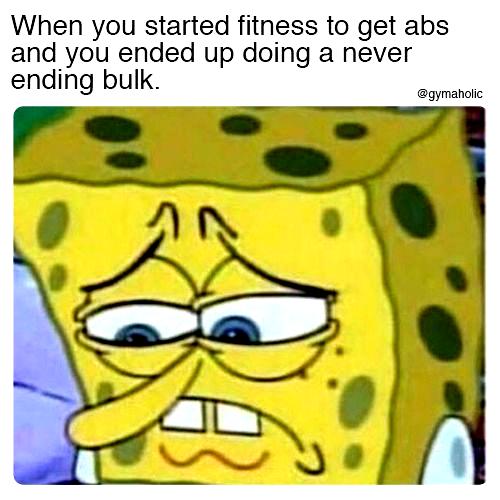 When you started fitness to get abs
and you ended up doing a never
ending bulk.
@gymaholic